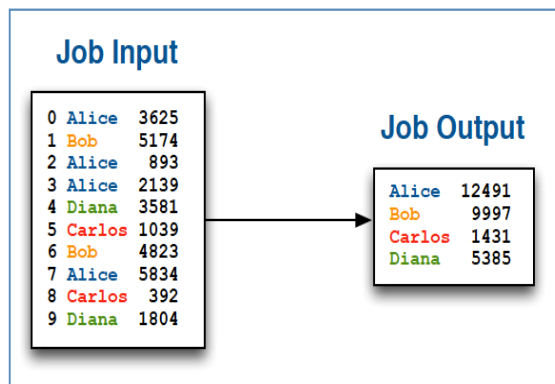 Job Input
0 Alice 3625
1 Bob 5174
2 Alice 893
3 Alice 2139
4 Diana 3581
5 Carlos 1039
6 Bob 4823
7 Alice 5834
8 Carlos 392
9 Diana 1804
Job Output
Alice 12491
Bob 9997
Carlos 1431
Diana 5385